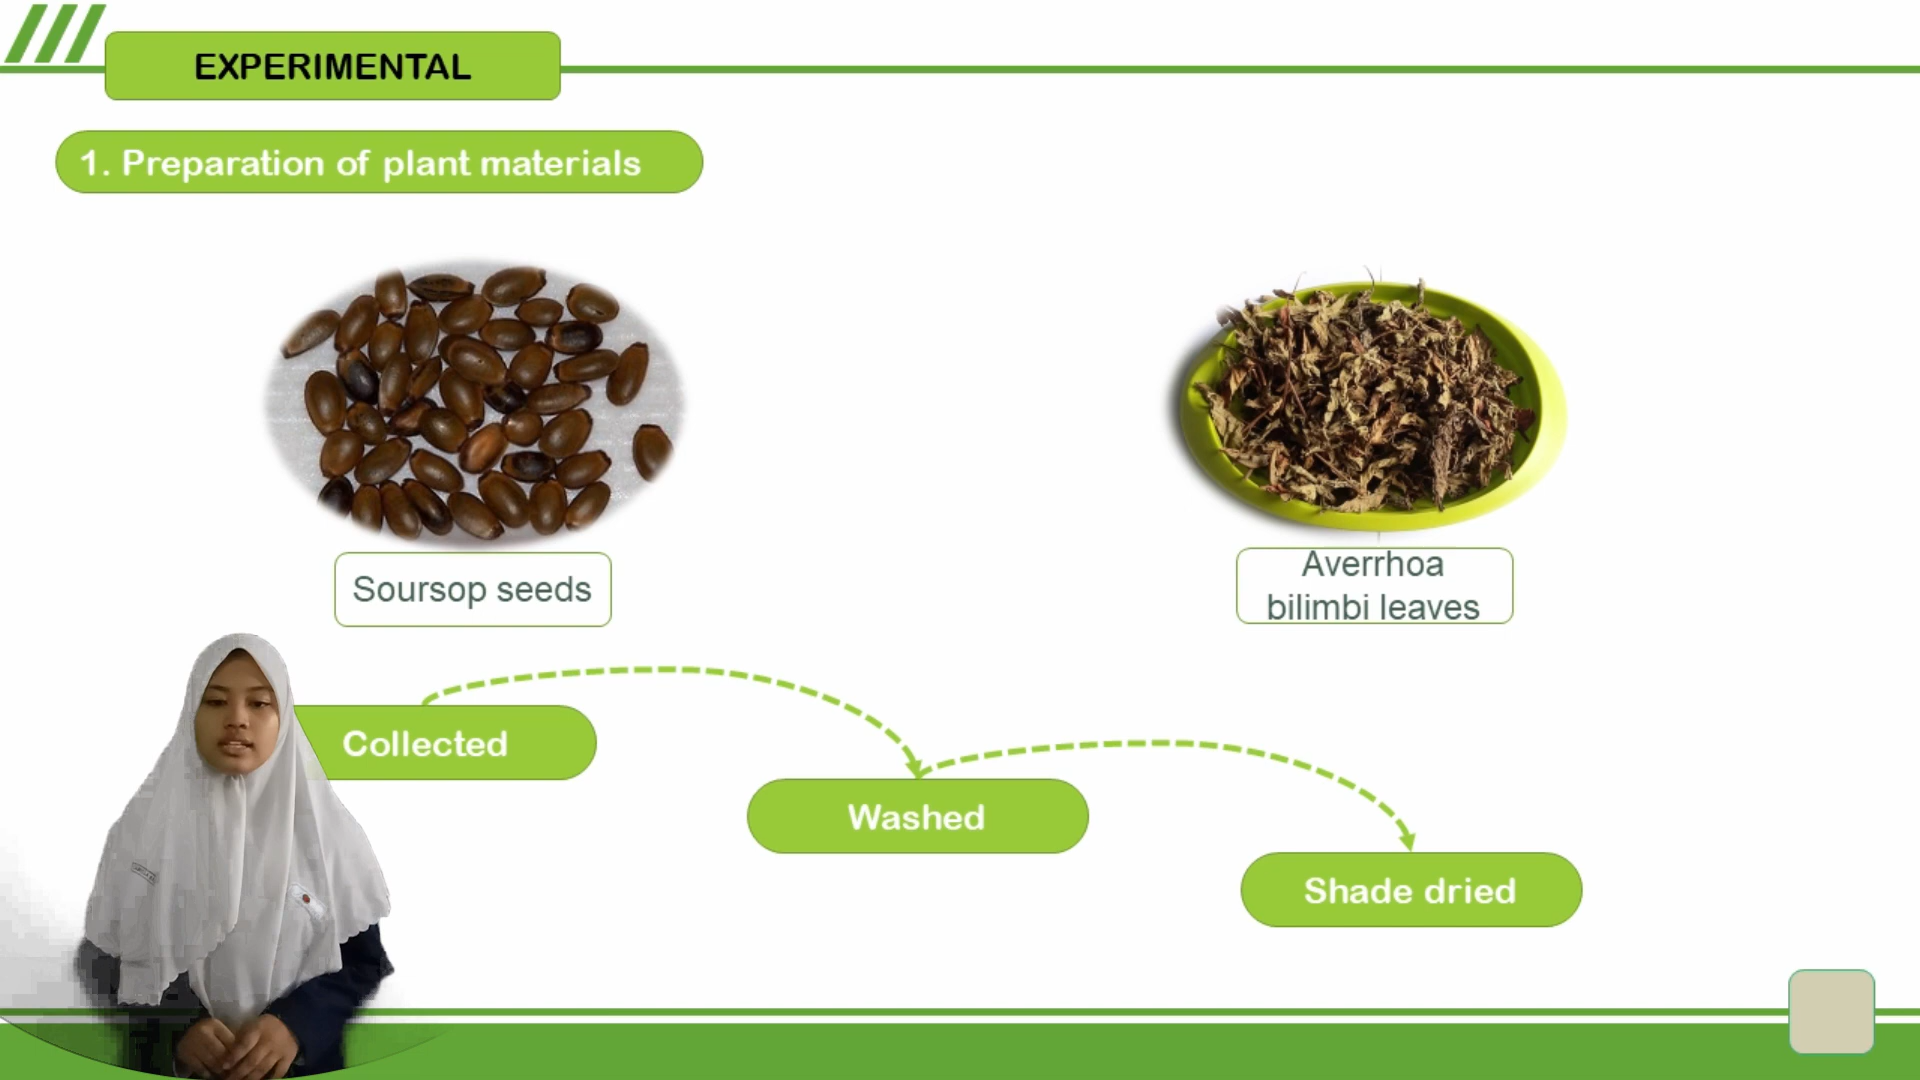 EXPERIMENTAL
1. Preparation of plant materials
Soursop seeds
Averrhoa
bilimbi leaves
Collected
Washed
Shade dried